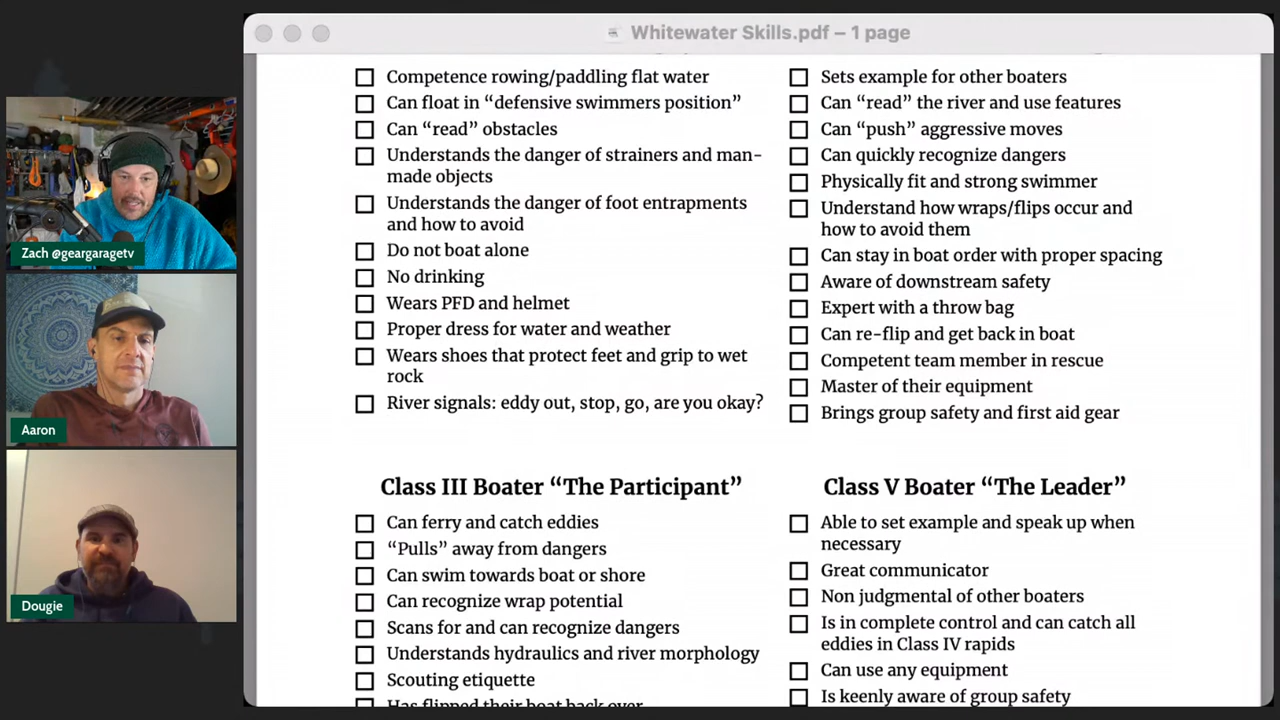 Whitewater Skills.pdf – 1 page
Competence rowing/paddling flat water
Can float in “defensive swimmers position”
Can “read” obstacles
Understands the danger of strainers and man-
made objects
Understands the danger of foot entrapments
and how to avoid
Do not boat alone
No drinking
Wears PFD and helmet
Proper dress for water and weather
Wears shoes that protect feet and grip to wet
rock
River signals: eddy out, stop, go, are you okay?
Class III Boater “The Participant”
Can ferry and catch eddies
“Pulls” away from dangers
Can swim towards boat or shore
Can recognize wrap potential
Scans for and can recognize dangers
Understands hydraulics and river morphology
Scouting etiquette
Has flipped their boat back over
Sets example for other boaters
Can “read” the river and use features
Can “push” aggressive moves
Can quickly recognize dangers
Physically fit and strong swimmer
Understand how wraps/flips occur and
how to avoid them
Can stay in boat order with proper spacing
Aware of downstream safety
Expert with a throw bag
Can re-flip and get back in boat
Competent team member in rescue
Master of their equipment
Brings group safety and first aid gear
Class V Boater “The Leader”
Able to set example and speak up when
necessary
Great communicator
Non judgmental of other boaters
Is in complete control and can catch all
eddies in Class IV rapids
Can use any equipment
Is keenly aware of group safety
Zach @geargaragetv
Aaron
Dougie